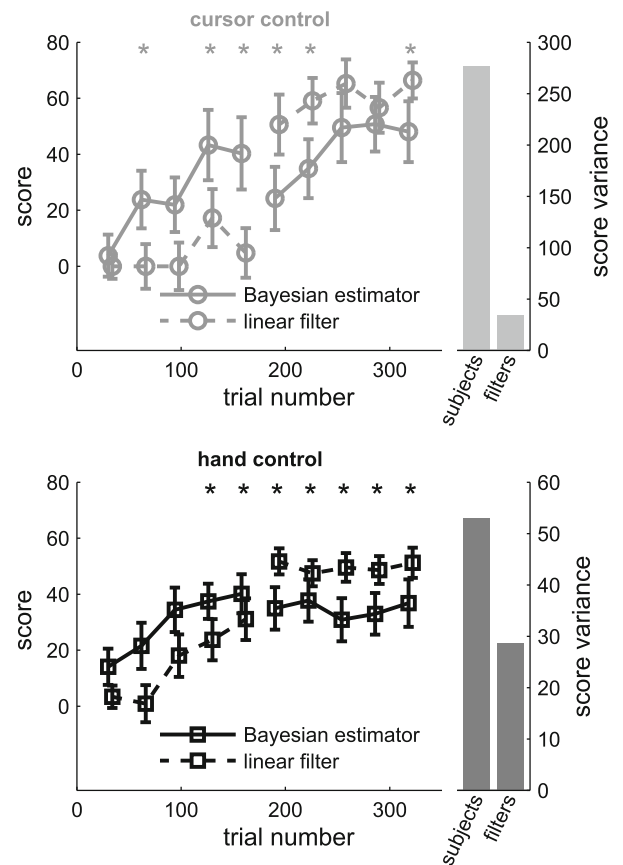 cursor control
80
60
40
20
0
score
* * * * * *
Bayesian estimator
linear filter
0 100 200 300
trial number
300
250
200
150
100
50
0
score variance
subjects
filters
hand control
80
60
40
20
0
score
* * * * * * *
Bayesian estimator
linear filter
0 100 200 300
trial number
60
50
40
30
20
10
0
score variance
subjects
filters